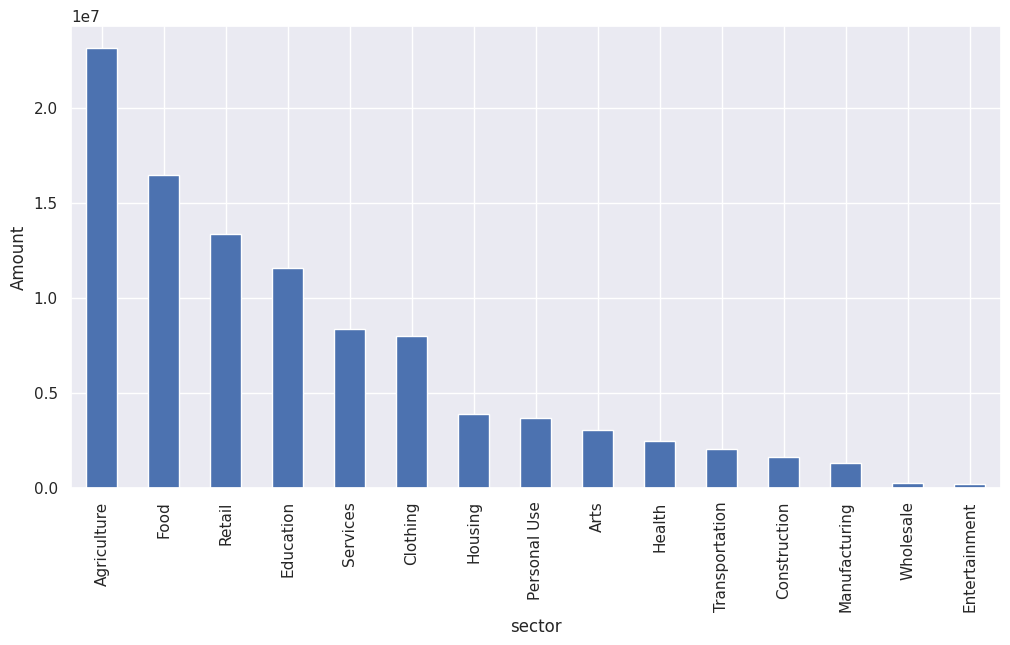 1e7
2.0
1.5
1.0
0.5
0.0
Amount
Agriculture
Food
Retail
Education
Services
Clothing
Housing
Personal Use
Arts
Health
Transportation
Construction
Manufacturing
Wholesale
Entertainment
sector